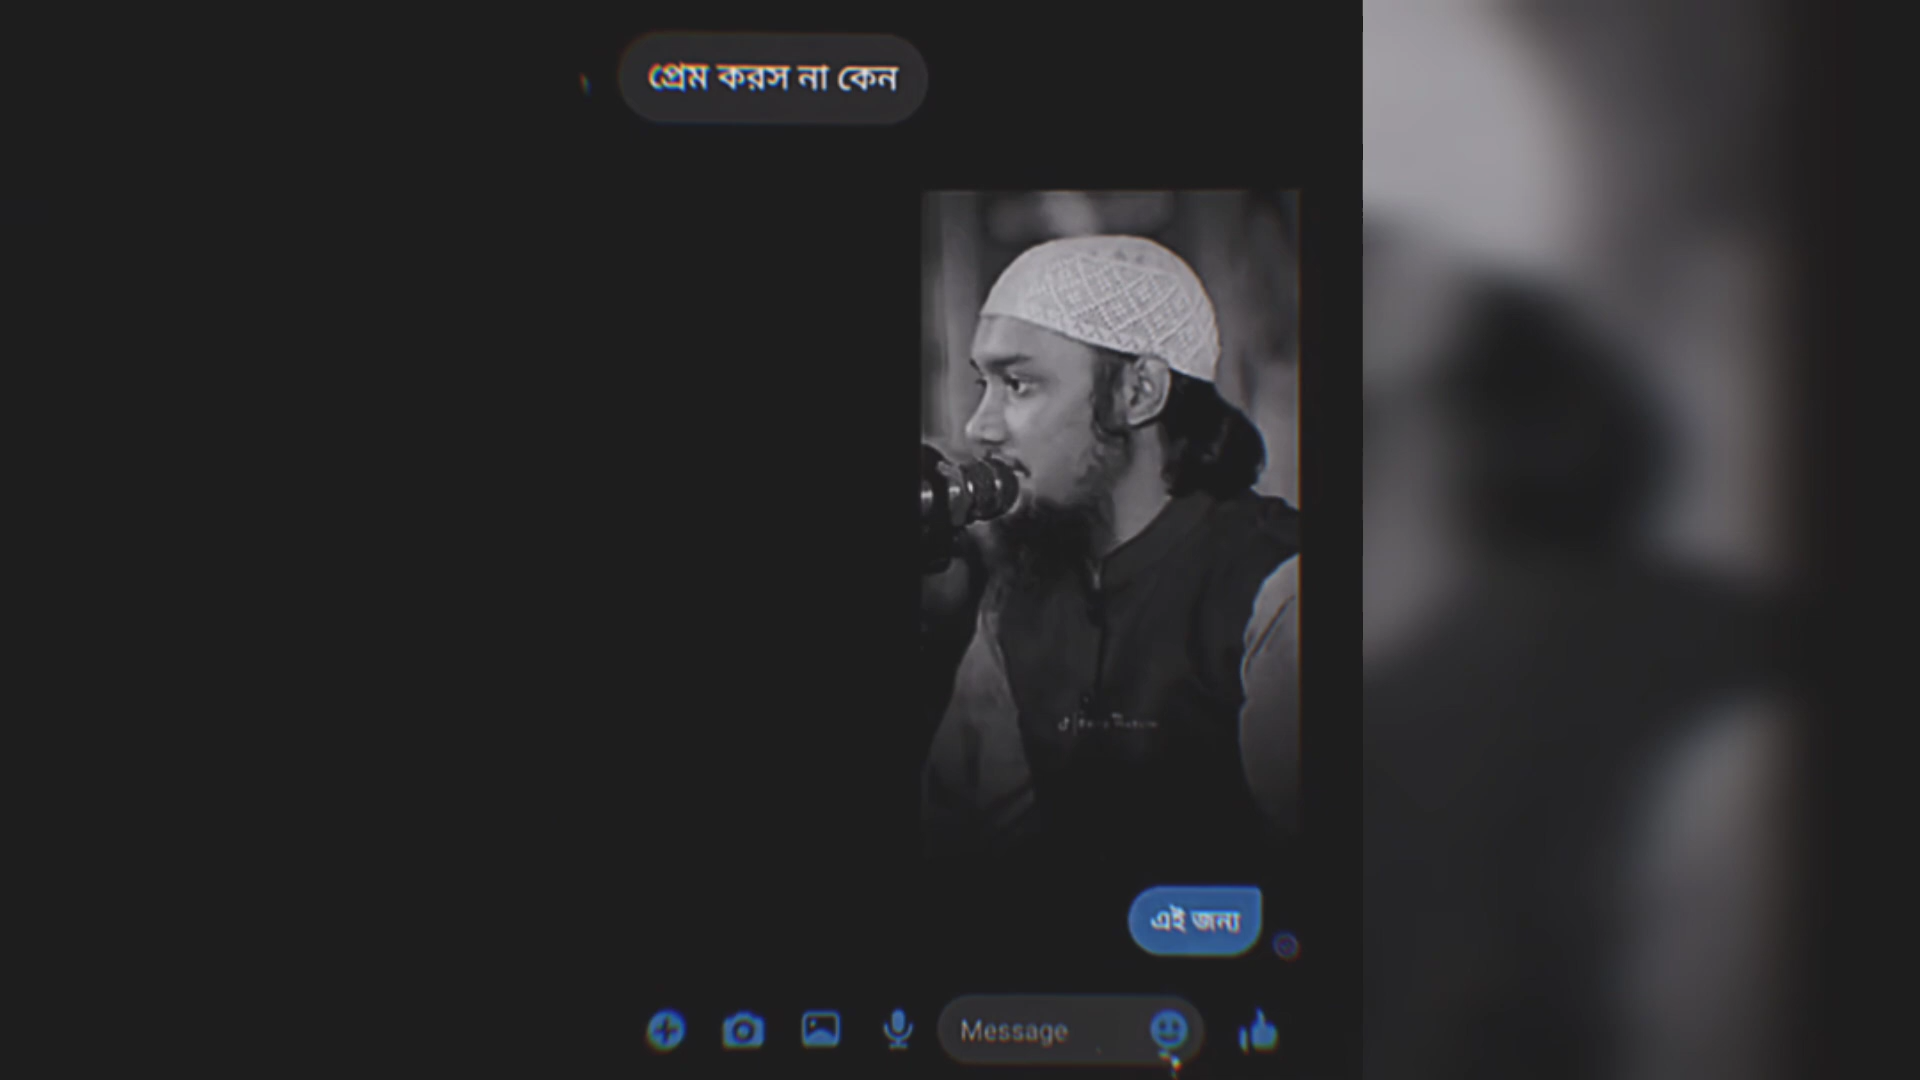 প্রেম করস না কেন
এই জন্য
Message